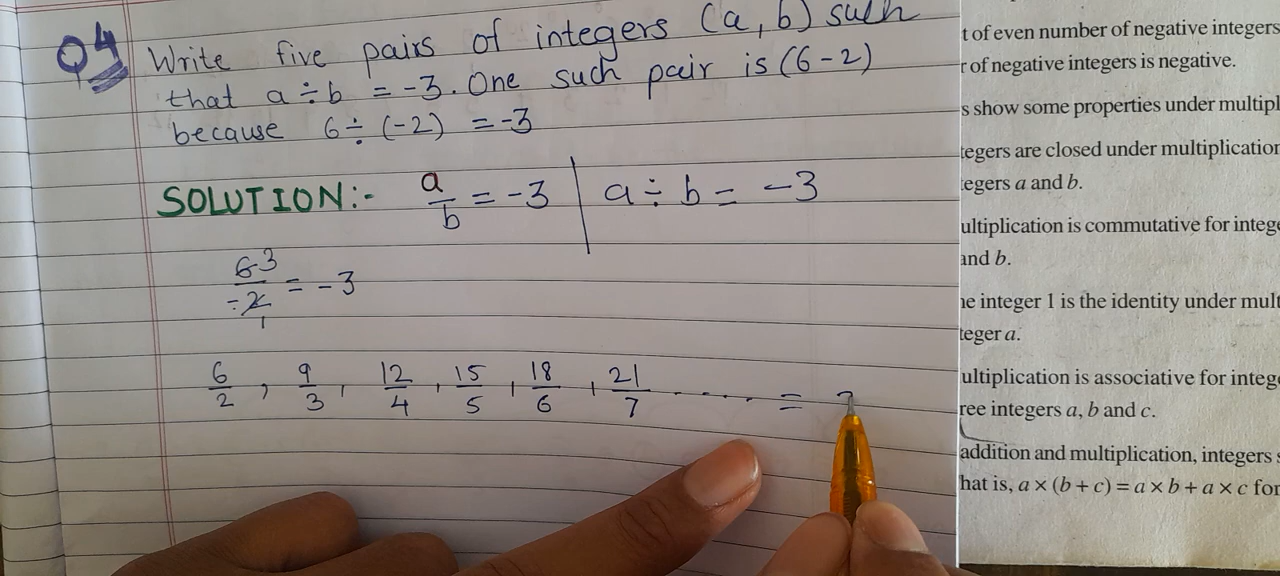 Q4 Write five pairs of integers (a, b) such
that a ÷ b = -3. One such pair is (6 - 2)
because 6 ÷ (-2) = -3
SOLUTION:- a/b = -3 | a ÷ b = -3
6 3/-2 1 = -3
6/2, 9/3, 12/4, 15/5, 18/6, 21/7 ..... =
t of even number of negative integers
r of negative integers is negative.
s show some properties under multipl
tegers are closed under multiplication
egers a and b.
ultiplication is commutative for intege
and b.
e integer 1 is the identity under mult
teger a.
ultiplication is associative for intege
ree integers a, b and c.
addition and multiplication, integers s
hat is, a × (b + c) = a × b + a × c for